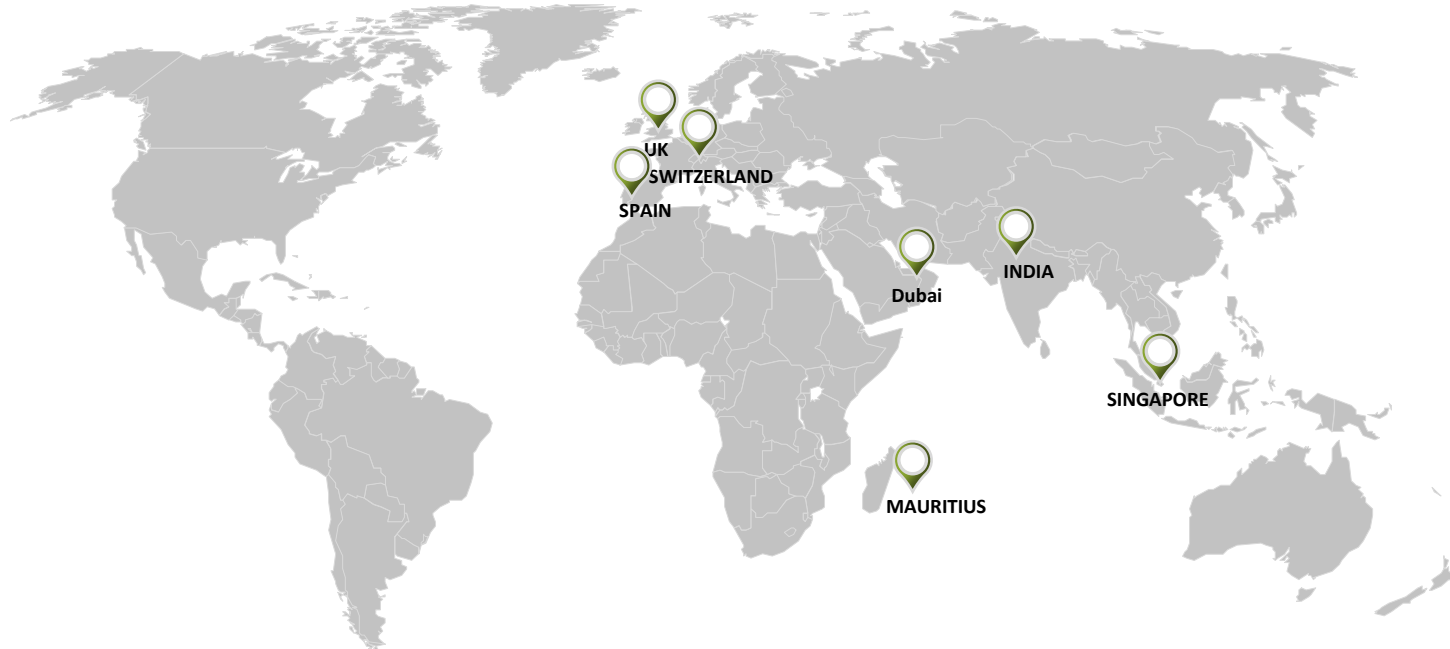 UK
SWITZERLAND
SPAIN
INDIA
Dubai
SINGAPORE
MAURITIUS